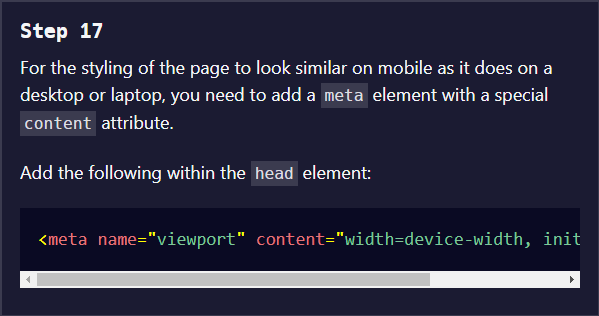 Step 17
For the styling of the page to look similar on mobile as it does on a
desktop or laptop, you need to add a meta element with a special
content attribute.
Add the following within the head element:
<meta name="viewport" content="width=device-width, init